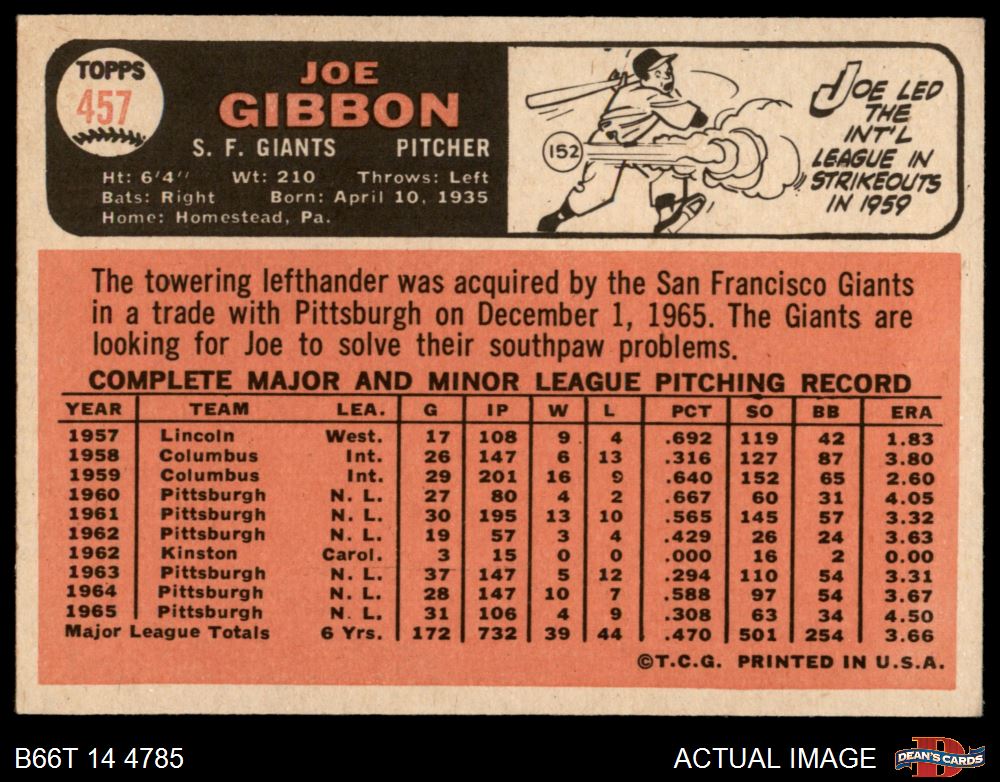 TOPPS
457
JOE
GIBBON
S. F. GIANTS PITCHER
Ht: 6'4" Wt: 210 Throws: Left
Bats: Right Born: April 10, 1935
Home: Homestead, Pa.
152
JOE LED
THE
INT'L
LEAGUE IN
STRIKEOUTS
IN 1959
The towering lefthander was acquired by the San Francisco Giants
in a trade with Pittsburgh on December 1, 1965. The Giants are
looking for Joe to solve their southpaw problems.
COMPLETE MAJOR AND MINOR LEAGUE PITCHING RECORD
YEAR TEAM LEA. G IP W L PCT SO BB ERA
1957 Lincoln West. 17 108 9 4 .692 119 42 1.83
1958 Columbus Int. 26 147 6 13 .316 127 87 3.80
1959 Columbus Int. 29 201 16 9 .640 152 65 2.60
1960 Pittsburgh N. L. 27 80 4 2 .667 60 31 4.05
1961 Pittsburgh N. L. 30 195 13 10 .565 145 57 3.32
1962 Pittsburgh N. L. 19 57 3 4 .429 26 24 3.63
1962 Kinston Carol. 3 15 0 0 .000 16 2 0.00
1963 Pittsburgh N. L. 37 147 5 12 .294 110 54 3.31
1964 Pittsburgh N. L. 28 147 10 7 .588 97 54 3.67
1965 Pittsburgh N. L. 31 106 4 9 .308 63 34 4.50
Major League Totals 6 Yrs. 172 732 39 44 .470 501 254 3.66
©T.C.G. PRINTED IN U.S.A.
B66T 14 4785
ACTUAL IMAGE
DEAN'S CARDS